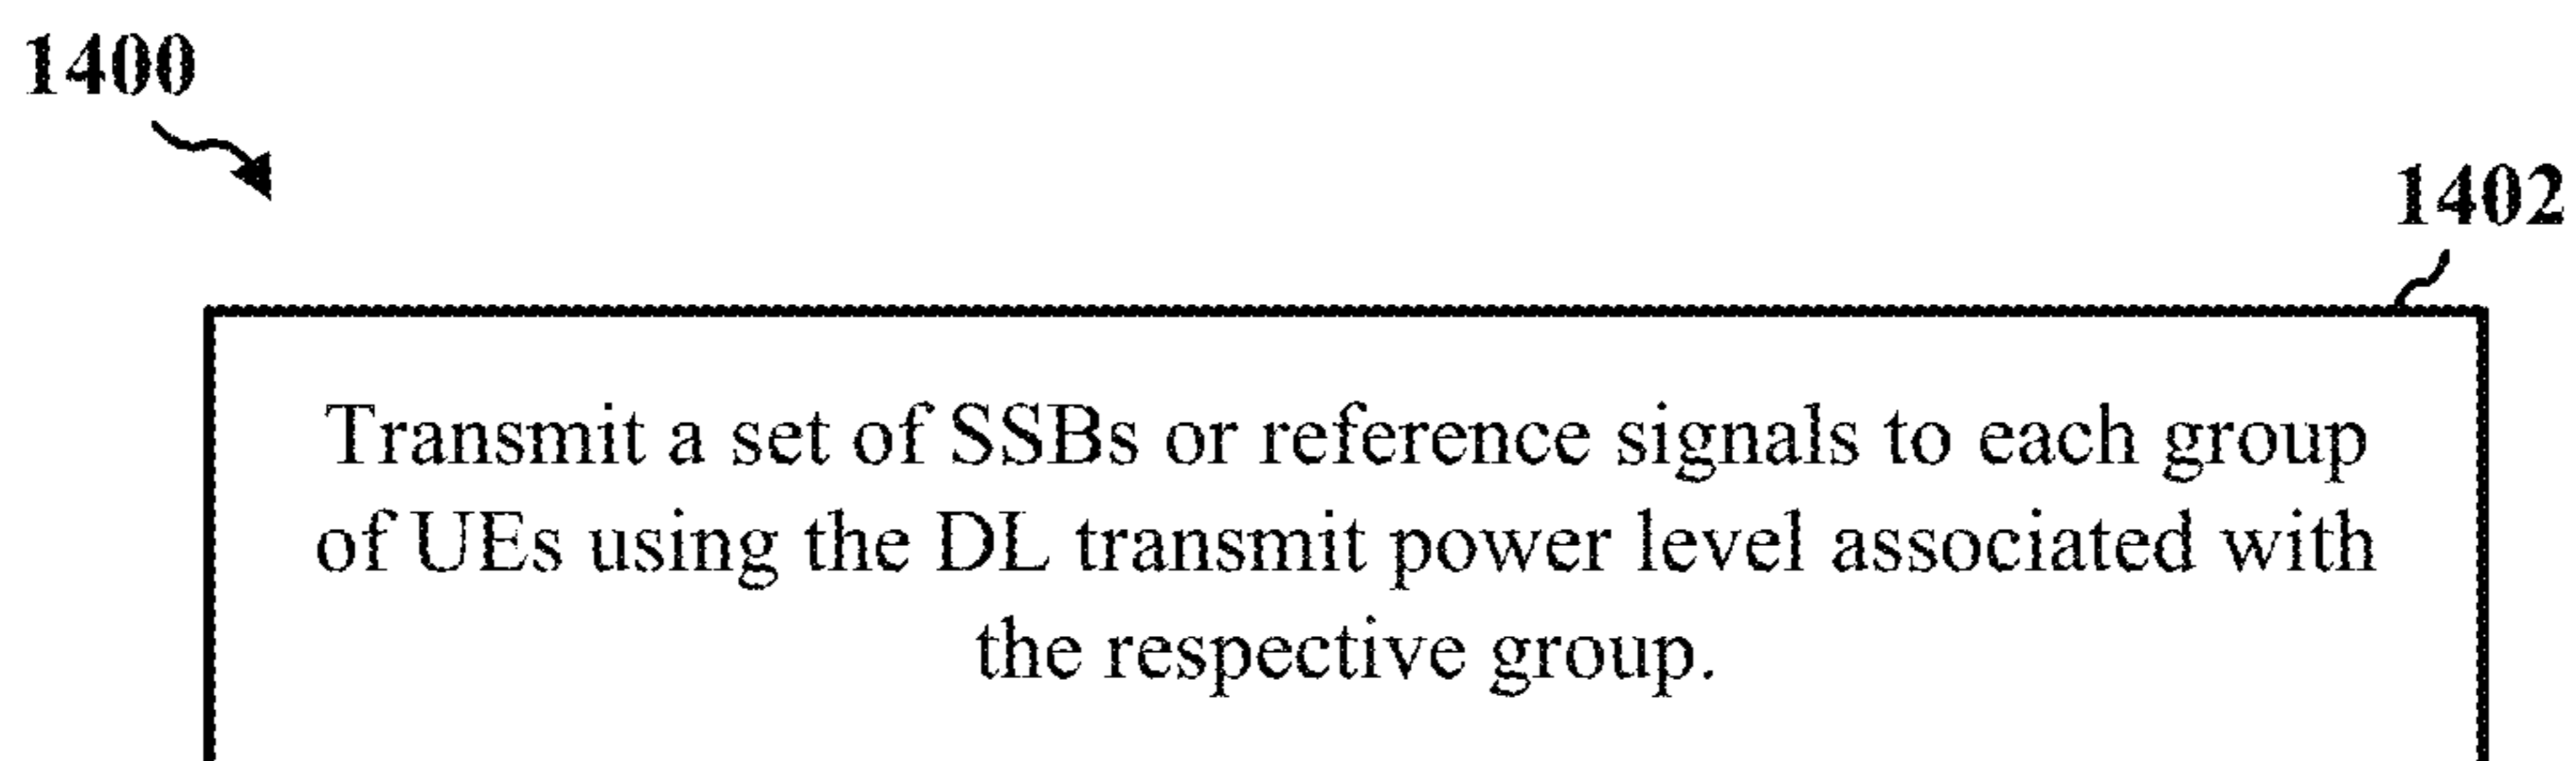 1400
1402
Transmit a set of SSBs or reference signals to each group
of UEs using the DL transmit power level associated with
the respective group.